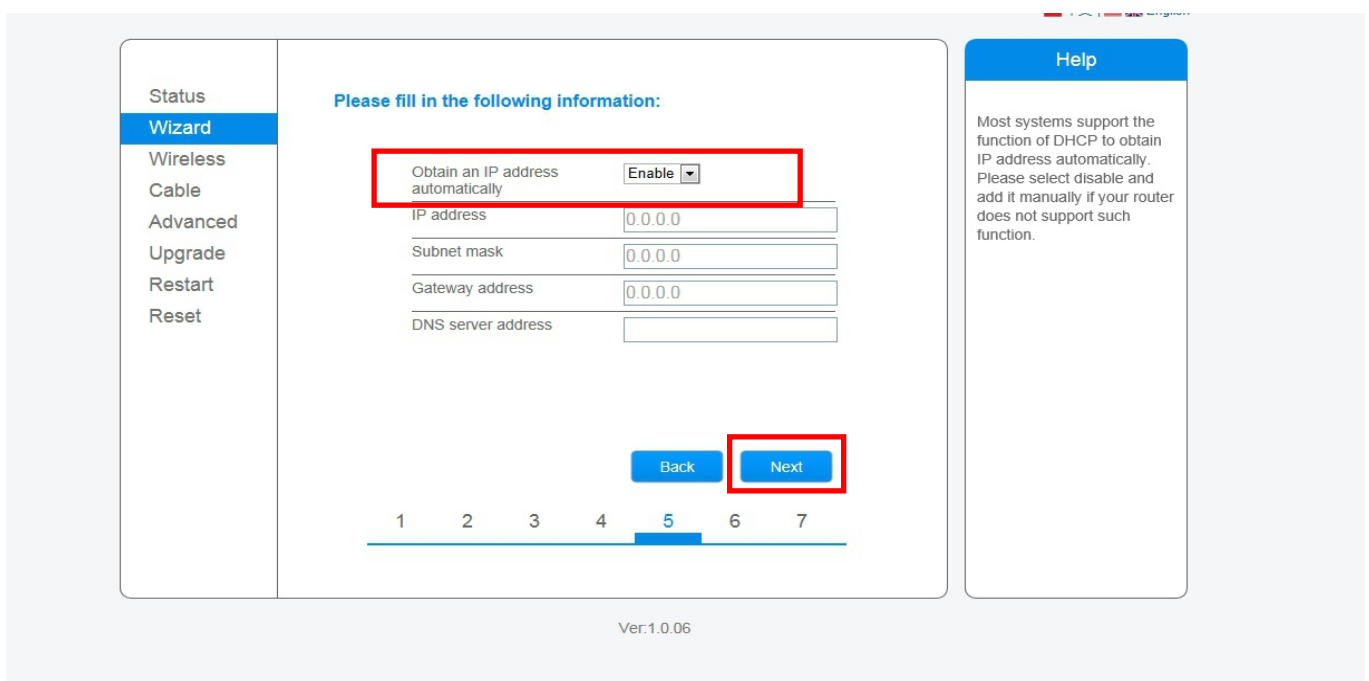 Help
Status
Wizard
Wireless
Cable
Advanced
Upgrade
Restart
Reset
Please fill in the following information:
Obtain an IP address
automatically
Enable
IP address
0.0.0.0
Subnet mask
0.0.0.0
Gateway address
0.0.0.0
DNS server address
Back
Next
1 2 3 4 5 6 7
Most systems support the
function of DHCP to obtain
IP address automatically.
Please select disable and
add it manually if your router
does not support such
function.
Ver:1.0.06